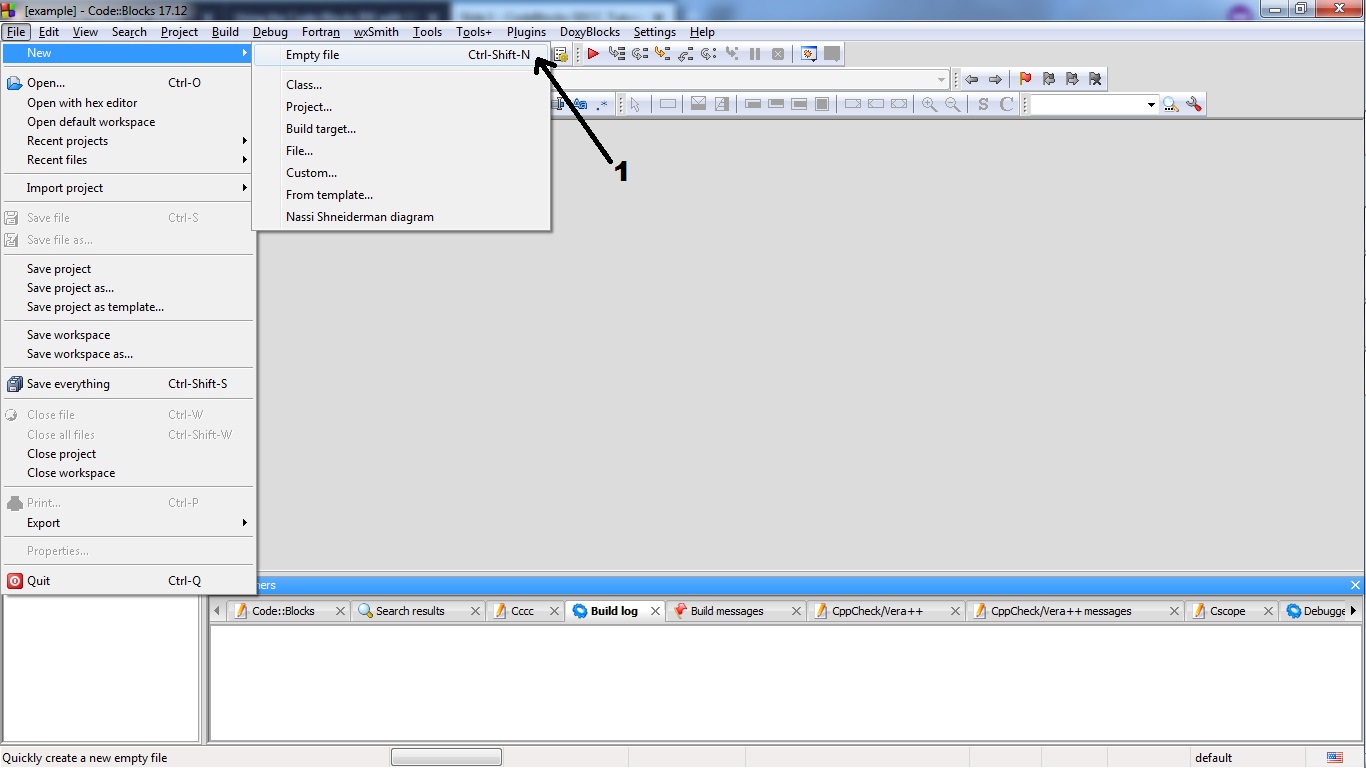 [example] - Code::Blocks 17.12
File Edit View Search Project Build Debug Fortran wxSmith Tools Tools+ Plugins DoxyBlocks Settings Help
New
Empty file Ctrl-Shift-N
Class...
Project...
Build target...
File...
Custom...
From template...
Nassi Shneiderman diagram
1
Open... Ctrl-O
Open with hex editor
Open default workspace
Recent projects
Recent files
Import project
Save file Ctrl-S
Save file as...
Save project
Save project as...
Save project as template...
Save workspace
Save workspace as...
Save everything Ctrl-Shift-S
Close file Ctrl-W
Close all files Ctrl-Shift-W
Close project
Close workspace
Print... Ctrl-P
Export
Properties...
Quit Ctrl-Q
Aa .* S C
Code::Blocks Search results Cccc Build log Build messages CppCheck/Vera++ CppCheck/Vera++ messages Cscope Debugge
Quickly create a new empty file default